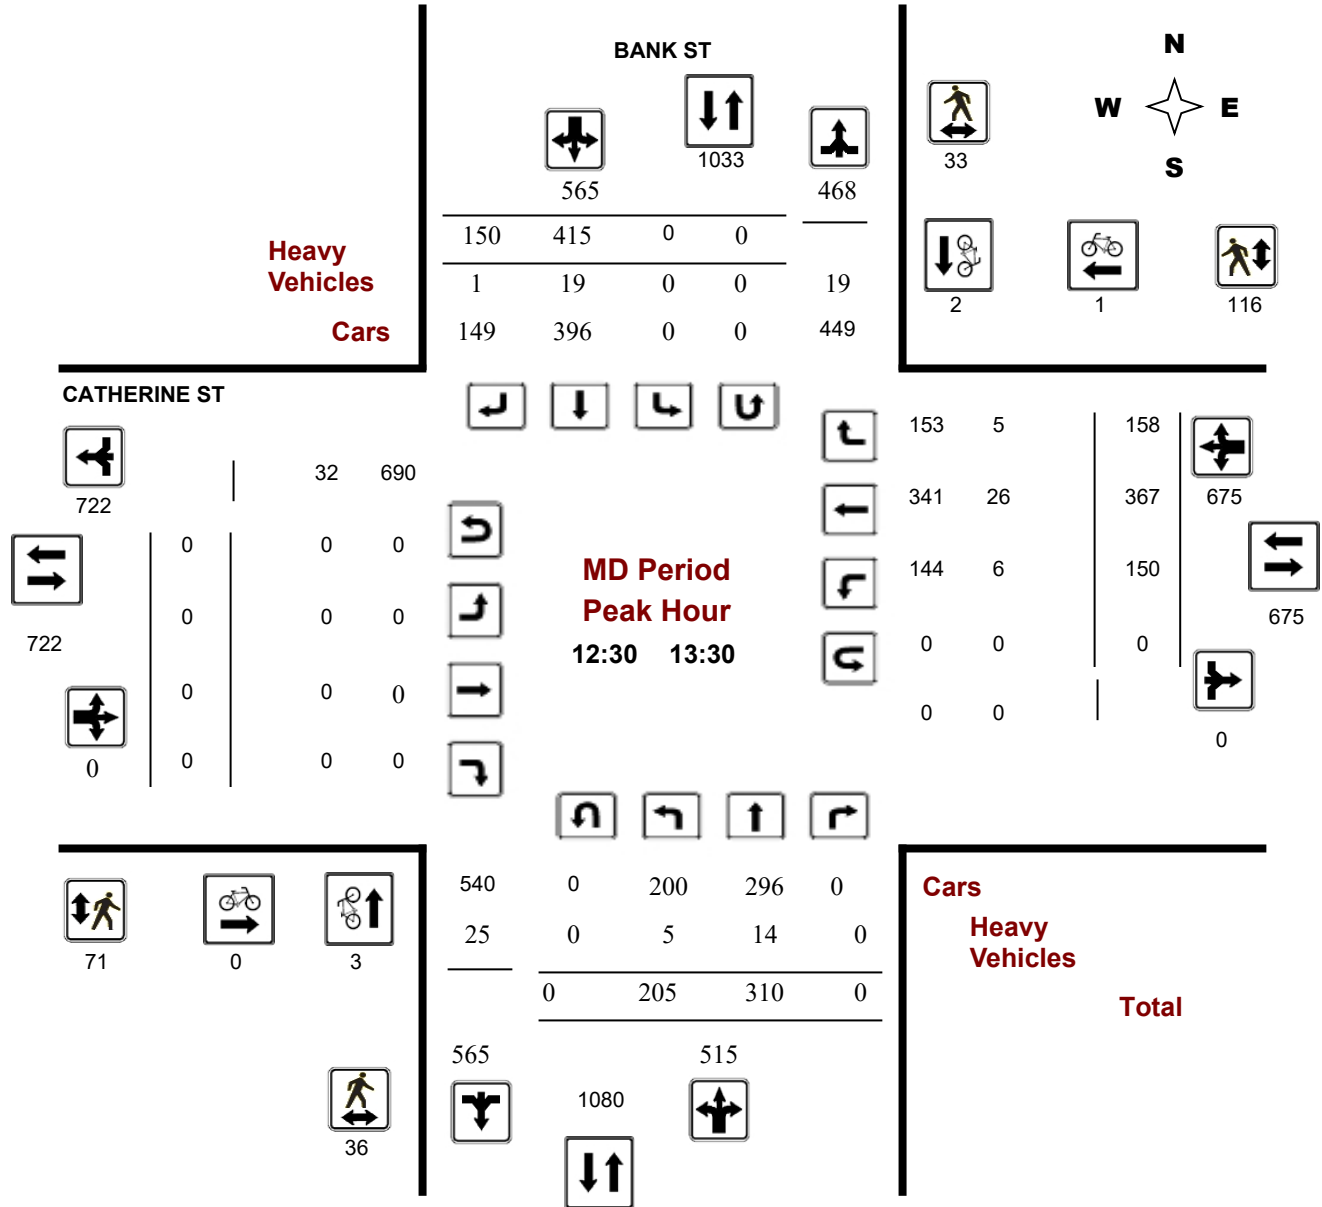 BANK ST
N
W E
S
1033
33
565
468
150 415 0 0
Heavy
Vehicles
1 19 0 0 19
2 1 116
Cars
149 396 0 0 449
CATHERINE ST
153 5 158
32 690
722
341 26 367 675
0 0 0
MD Period
144 6 150
Peak Hour
0 0 0
675
722
12:30 13:30
0 0 0
0 0 0
0 0
0
0 0 0
0
540 0 200 296 0
Cars
25 0 5 14 0
Heavy
Vehicles
71 0 3
0 205 310 0
Total
565 515
1080
36